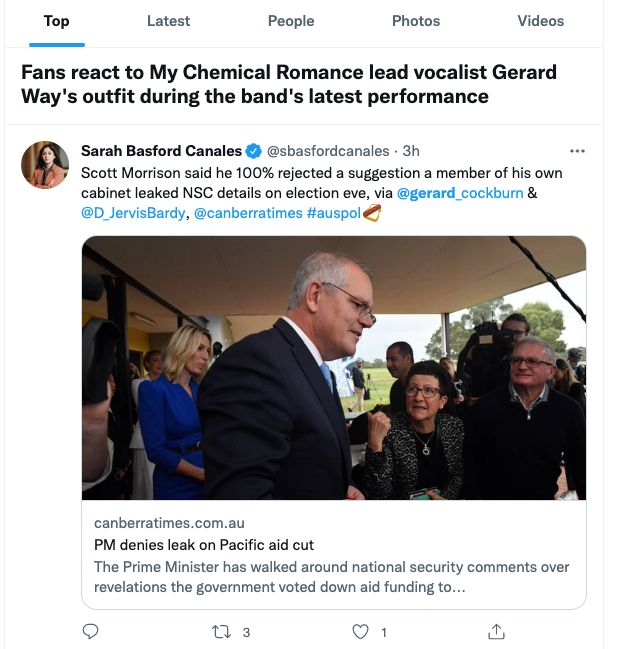 Top Latest People Photos Videos
Fans react to My Chemical Romance lead vocalist Gerard
Way's outfit during the band's latest performance
Sarah Basford Canales @sbasfordcanales · 3h
Scott Morrison said he 100% rejected a suggestion a member of his own
cabinet leaked NSC details on election eve, via @gerard_cockburn &
@D_JervisBardy, @canberratimes #auspol
canberratimes.com.au
PM denies leak on Pacific aid cut
The Prime Minister has walked around national security comments over
revelations the government voted down aid funding to…
3 1